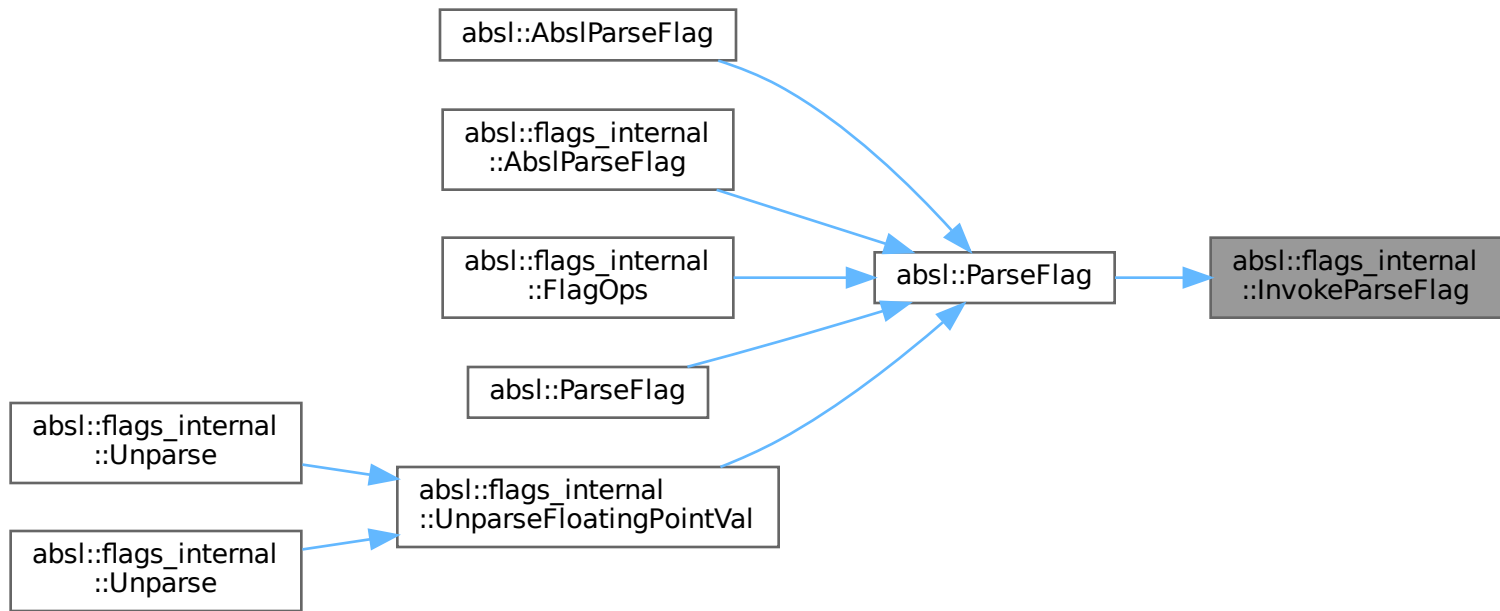 absl::AbslParseFlag
absl::flags_internal
::AbslParseFlag
absl::flags_internal
::FlagOps
absl::ParseFlag
absl::flags_internal
::InvokeParseFlag
absl::ParseFlag
absl::flags_internal
::Unparse
absl::flags_internal
::UnparseFloatingPointVal
absl::flags_internal
::Unparse